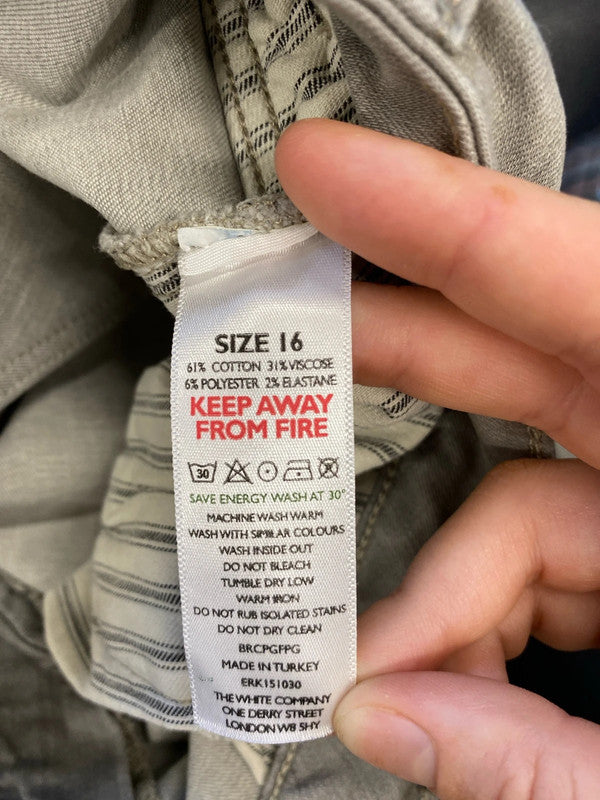 SIZE 16
61% COTTON 31% VISCOSE
6% POLYESTER 2% ELASTANE
KEEP AWAY
FROM FIRE
30
SAVE ENERGY WASH AT 30°
MACHINE WASH WARM
WASH WITH SIMILAR COLOURS
WASH INSIDE OUT
DO NOT BLEACH
TUMBLE DRY LOW
WARM IRON
DO NOT RUB ISOLATED STAINS
DO NOT DRY CLEAN
BRCPGFPG
MADE IN TURKEY
ERK151030
THE WHITE COMPANY
ONE DERRY STREET
LONDON W8 5HY